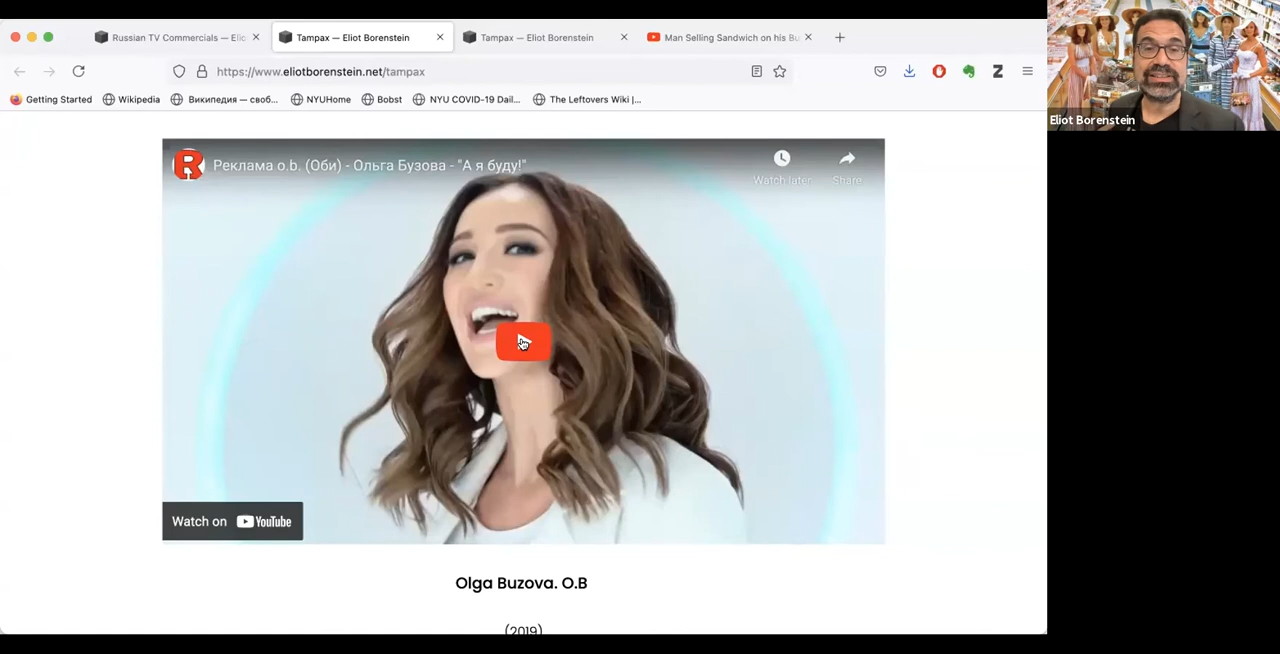 Russian TV Commercials — Elic
Tampax — Eliot Borenstein
Tampax — Eliot Borenstein
Man Selling Sandwich on his Bu
https://www.eliotborenstein.net/tampax
Getting Started
Wikipedia
Википедия — своб...
NYUHome
Bobst
NYU COVID-19 Dail...
The Leftovers Wiki |...
Eliot Borenstein
R
Реклама o.b. (Оби) - Ольга Бузова - "А я буду!"
Watch later
Share
Watch on YouTube
Olga Buzova. O.B
(2019)